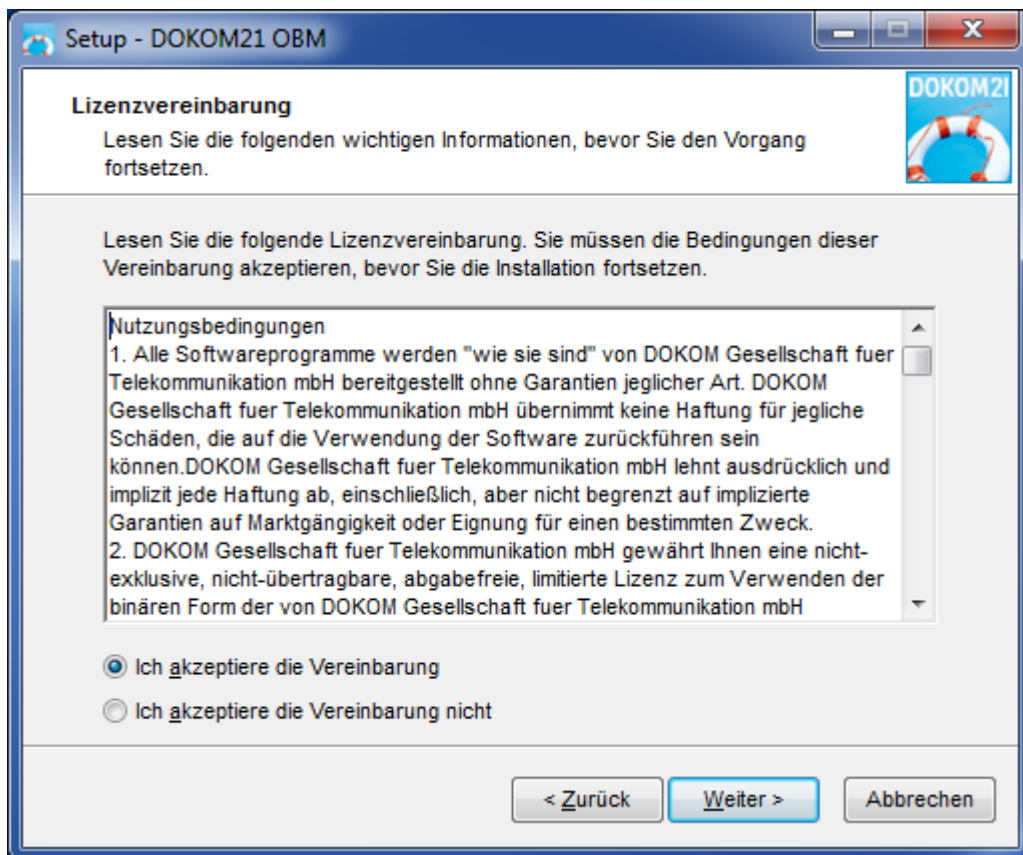 Setup - DOKOM21 OBM
Lizenzvereinbarung
Lesen Sie die folgenden wichtigen Informationen, bevor Sie den Vorgang
fortsetzen.
DOKOM21
Lesen Sie die folgende Lizenzvereinbarung. Sie müssen die Bedingungen dieser
Vereinbarung akzeptieren, bevor Sie die Installation fortsetzen.
Nutzungsbedingungen
1. Alle Softwareprogramme werden "wie sie sind" von DOKOM Gesellschaft fuer
Telekommunikation mbH bereitgestellt ohne Garantien jeglicher Art. DOKOM
Gesellschaft fuer Telekommunikation mbH übernimmt keine Haftung für jegliche
Schäden, die auf die Verwendung der Software zurückführen sein
können.DOKOM Gesellschaft fuer Telekommunikation mbH lehnt ausdrücklich und
implizit jede Haftung ab, einschließlich, aber nicht begrenzt auf implizierte
Garantien auf Marktgängigkeit oder Eignung für einen bestimmten Zweck.
2. DOKOM Gesellschaft fuer Telekommunikation mbH gewährt Ihnen eine nicht-
exklusive, nicht-übertragbare, abgabefreie, limitierte Lizenz zum Verwenden der
binären Form der von DOKOM Gesellschaft fuer Telekommunikation mbH
Ich akzeptiere die Vereinbarung
Ich akzeptiere die Vereinbarung nicht
< Zurück
Weiter >
Abbrechen